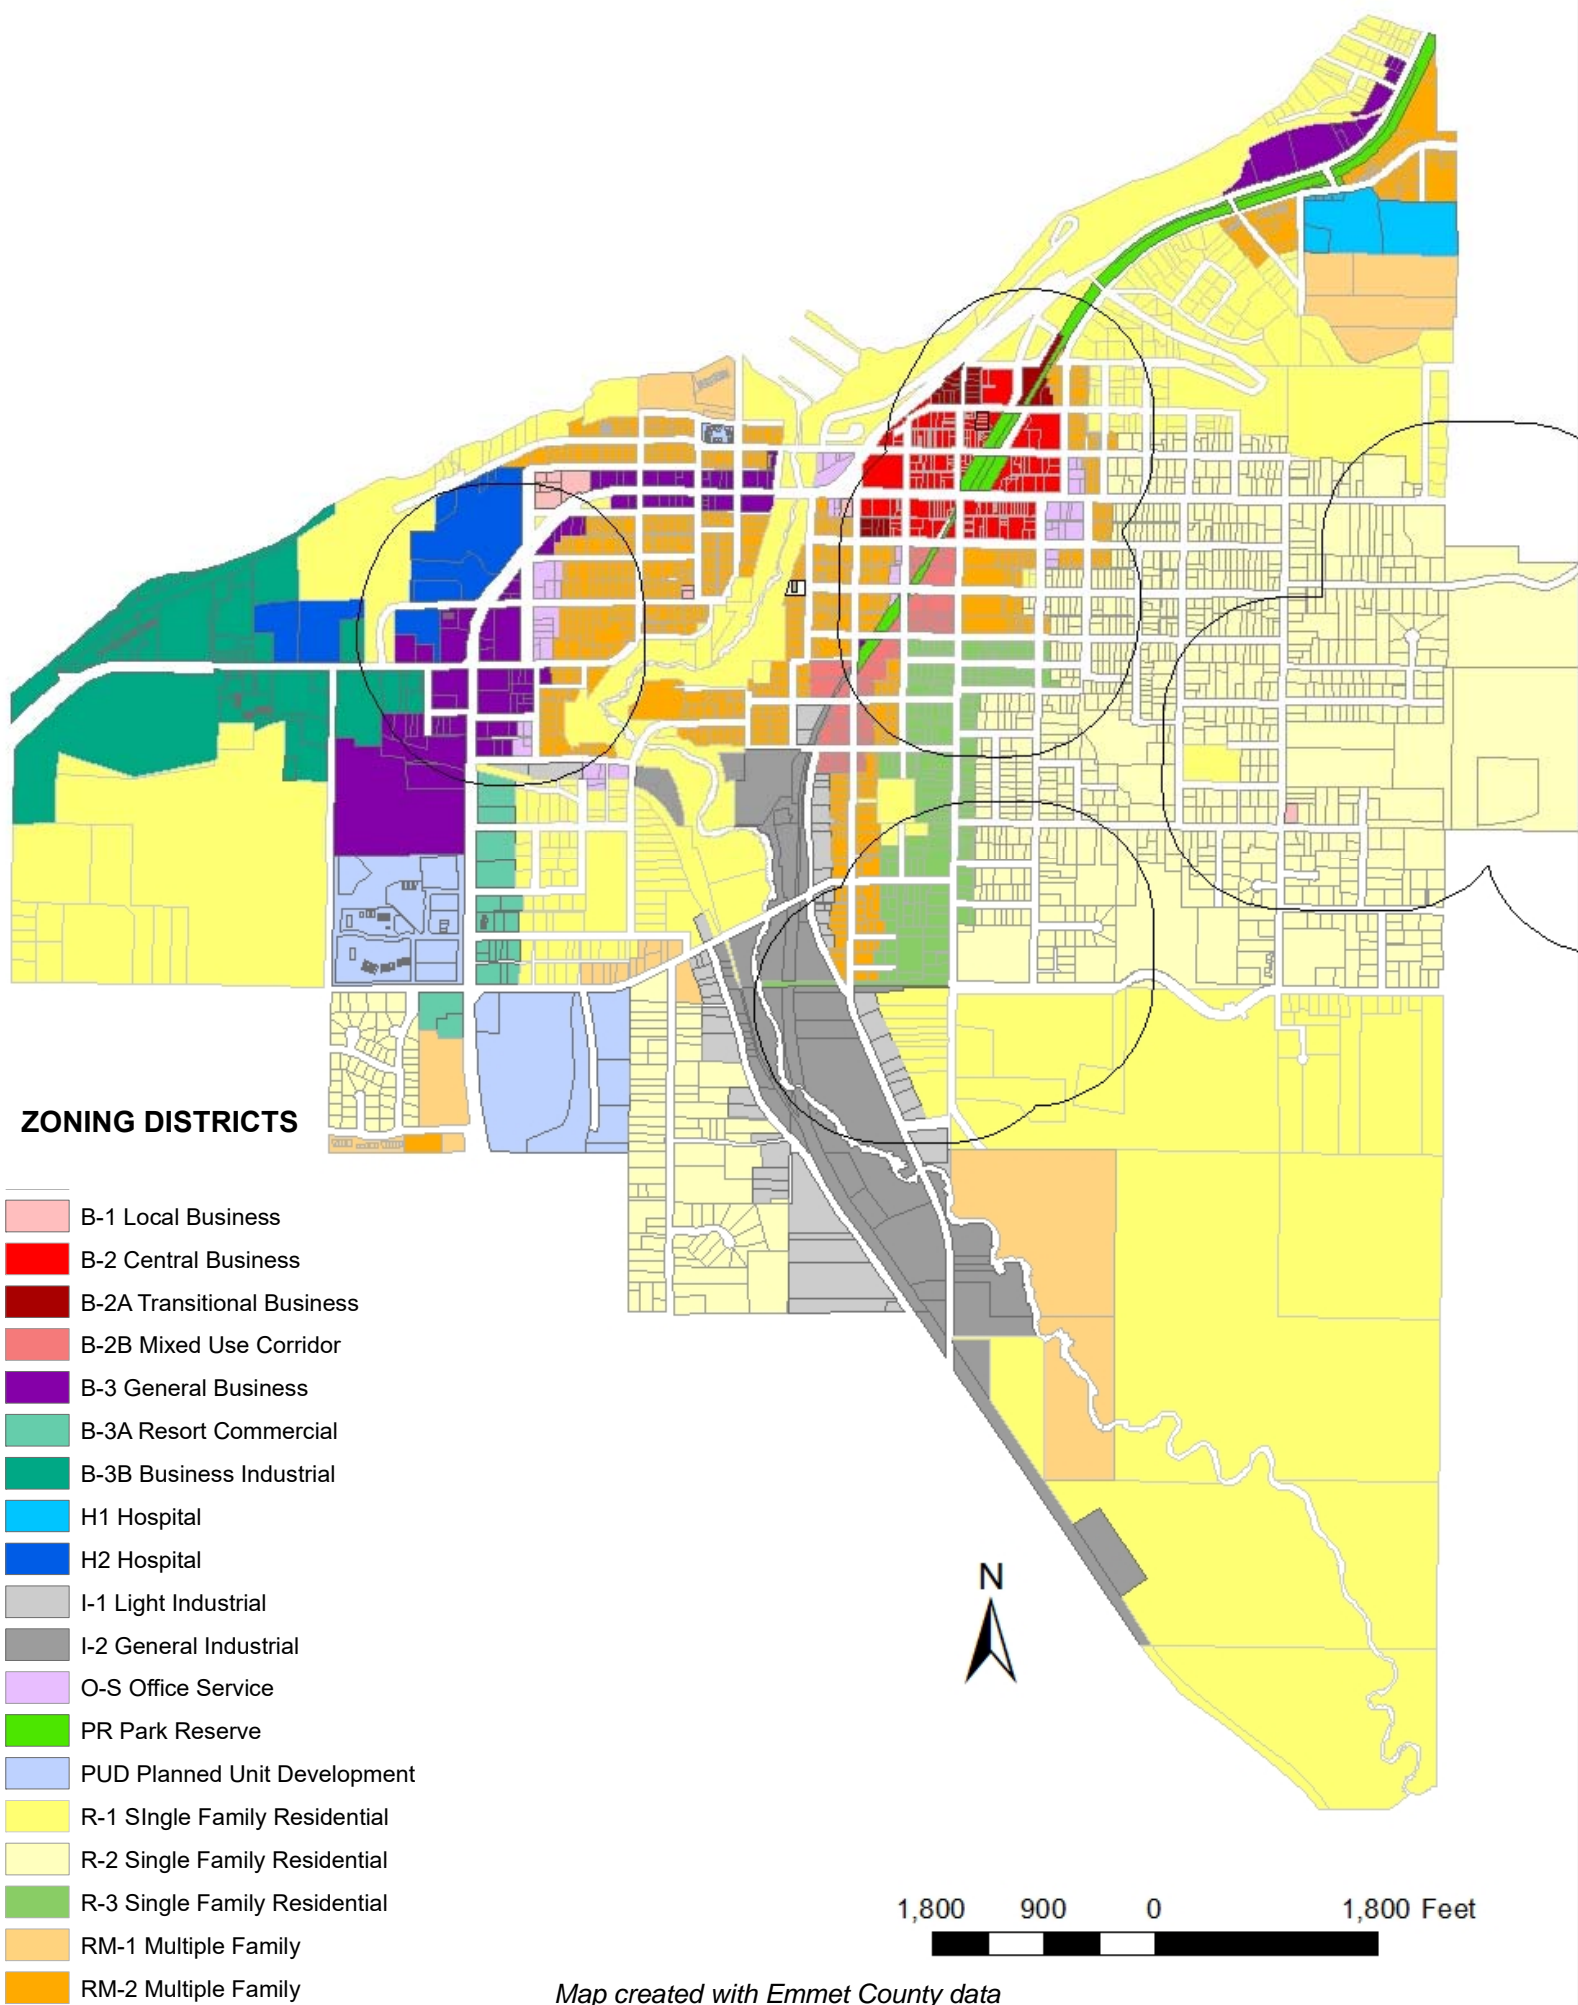 ZONING DISTRICTS
B-1 Local Business
B-2 Central Business
B-2A Transitional Business
B-2B Mixed Use Corridor
B-3 General Business
B-3A Resort Commercial
B-3B Business Industrial
H1 Hospital
H2 Hospital
I-1 Light Industrial
I-2 General Industrial
O-S Office Service
PR Park Reserve
PUD Planned Unit Development
R-1 SIngle Family Residential
R-2 Single Family Residential
R-3 Single Family Residential
RM-1 Multiple Family
RM-2 Multiple Family
N
1,800 900 0 1,800 Feet
Map created with Emmet County data